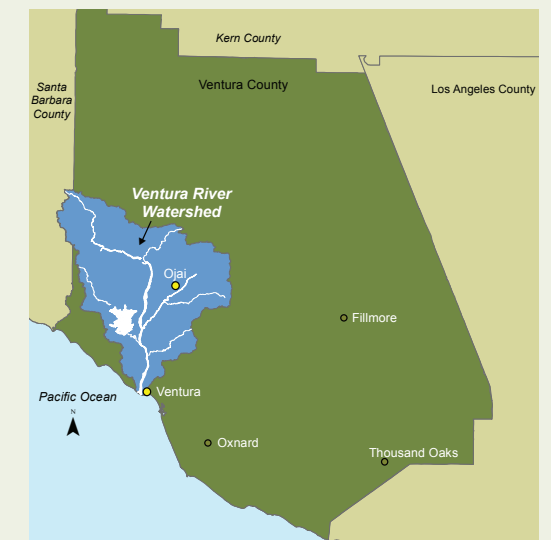 Kern County
Santa
Barbara
County
Ventura County
Los Angeles County
Ventura River
Watershed
Ojai
Fillmore
Pacific Ocean
Ventura
N
Oxnard
Thousand Oaks